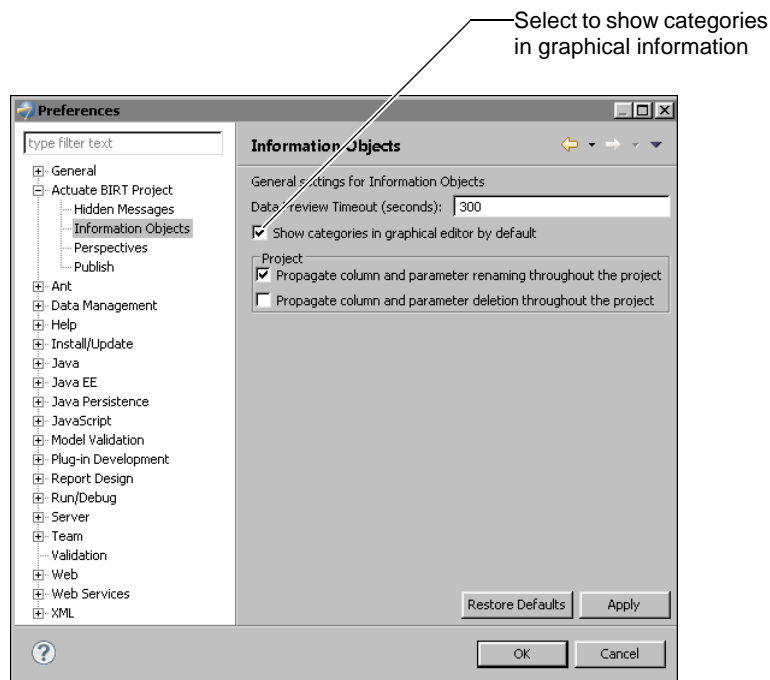 Select to show categories
in graphical information
Preferences
type filter text
General
Actuate BIRT Project
Hidden Messages
Information Objects
Perspectives
Publish
Ant
Data Management
Help
Install/Update
Java
Java EE
Java Persistence
JavaScript
Model Validation
Plug-in Development
Report Design
Run/Debug
Server
Team
Validation
Web
Web Services
XML
Information Objects
General settings for Information Objects
Data Preview Timeout (seconds): 300
Show categories in graphical editor by default
Project
Propagate column and parameter renaming throughout the project
Propagate column and parameter deletion throughout the project
Restore Defaults Apply
? OK Cancel